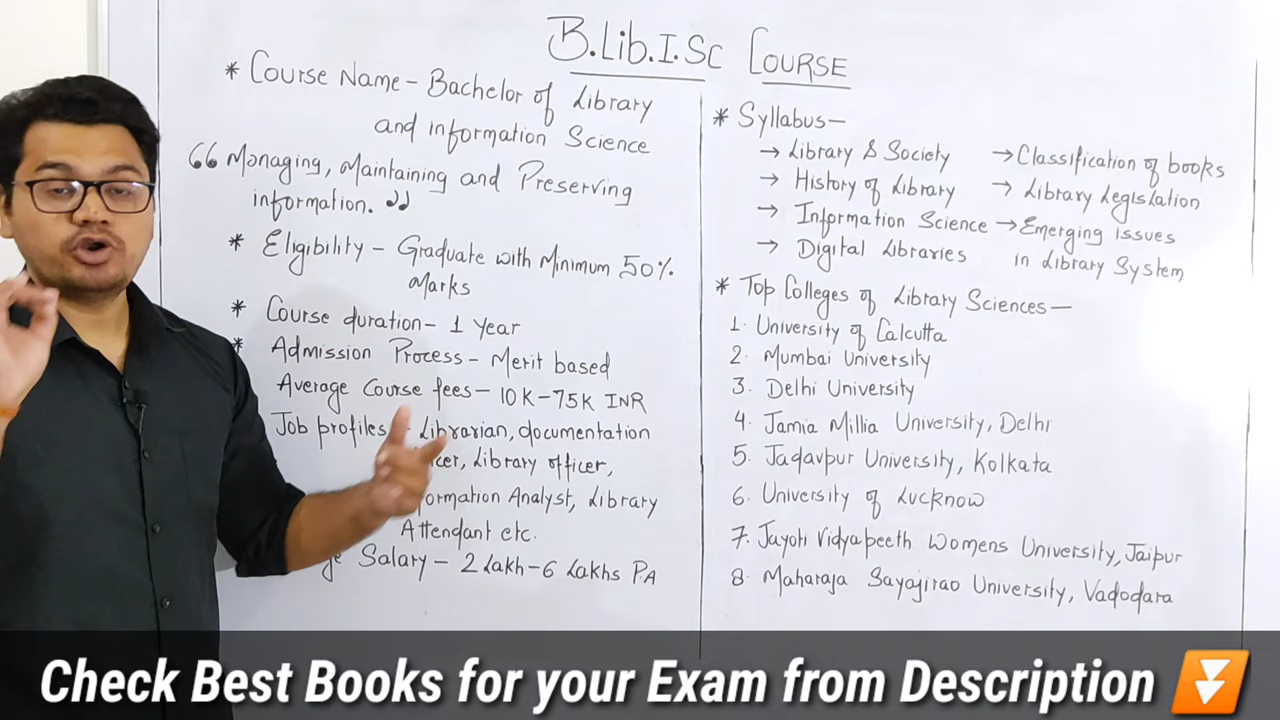 B.Lib.I.Sc COURSE
* Course Name - Bachelor of Library
and information Science
“ Managing, Maintaining and Preserving
information. ”
* Eligibility - Graduate with Minimum 50%
Marks
* Course duration - 1 Year
* Admission Process - Merit based
Average Course fees - 10K-75K INR
Job profiles - Librarian, documentation
icer, Library officer,
ormation Analyst, Library
Attendant etc.
ge Salary - 2 Lakh-6 Lakhs P.A
* Syllabus -
→ Library & Society
→ History of Library
→ Information Science
→ Digital Libraries
→ Classification of books
→ Library Legislation
→ Emerging issues
in Library System
* Top Colleges of Library Sciences -
1. University of Calcutta
2. Mumbai University
3. Delhi University
4. Jamia Millia University, Delhi
5. Jadavpur University, Kolkata
6. University of Lucknow
7. Jayoti Vidyapeeth Womens University, Jaipur
8. Maharaja Sayajirao University, Vadodara
Check Best Books for your Exam from Description